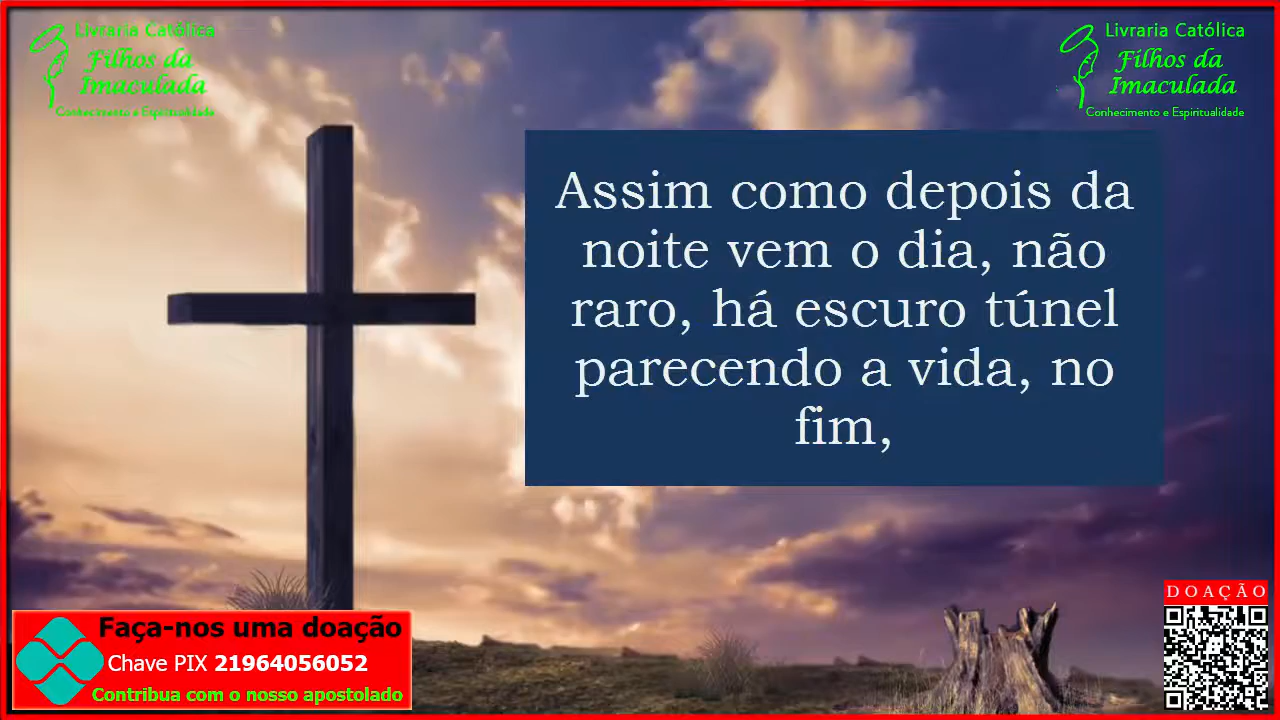 Livraria Católica
Filhos da
Imaculada
Conhecimento e Espiritualidade
Livraria Católica
Filhos da
Imaculada
Conhecimento e Espiritualidade
Assim como depois da
noite vem o dia, não
raro, há escuro túnel
parecendo a vida, no
fim,
DOAÇÃO
Faça-nos uma doação
Chave PIX 21964056052
Contribua com o nosso apostolado